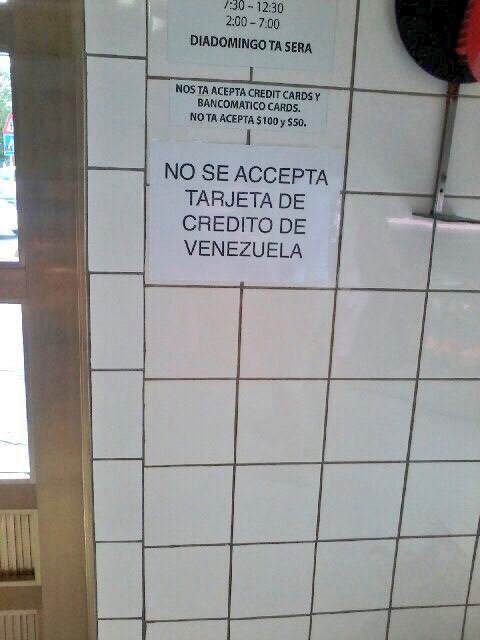 7:30 – 12:30
2:00 – 7:00
DIADOMINGO TA SERA
NOS TA ACEPTA CREDIT CARDS Y
BANCOMATICO CARDS.
NO TA ACEPTA $100 y $50.
NO SE ACCEPTA
TARJETA DE
CREDITO DE
VENEZUELA